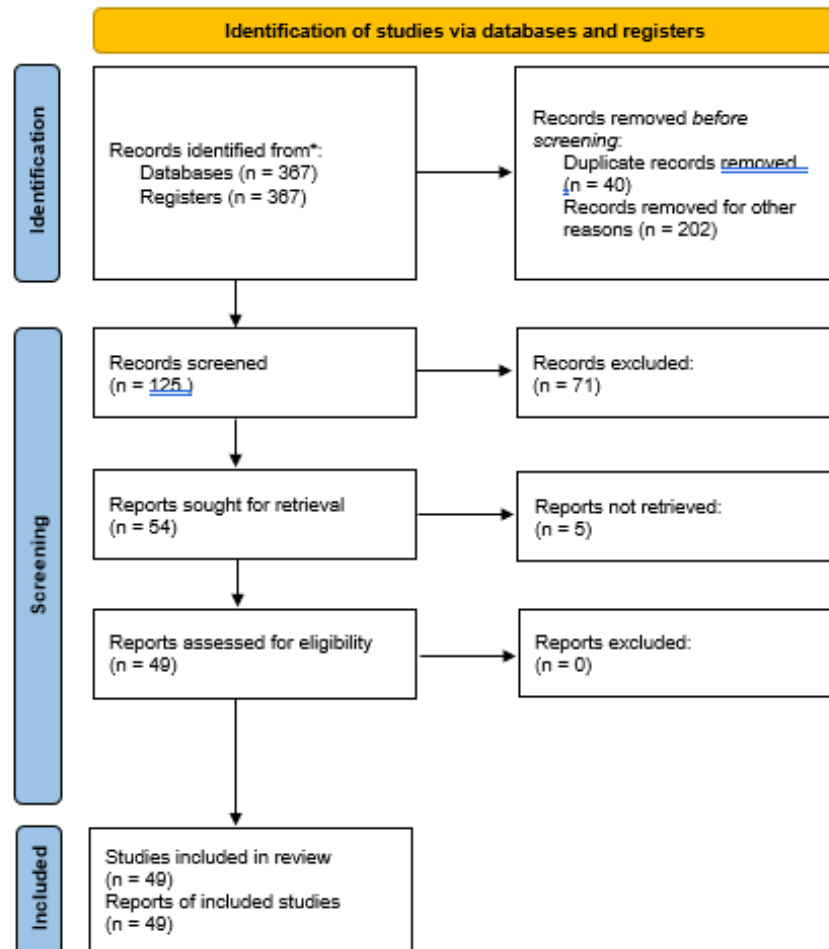 Identification of studies via databases and registers
Identification
Records identified from*:
Databases (n = 367)
Registers (n = 367)
Records removed before
screening:
Duplicate records removed
(n = 40)
Records removed for other
reasons (n = 202)
Screening
Records screened
(n = 125 )
Records excluded:
(n = 71)
Reports sought for retrieval
(n = 54)
Reports not retrieved:
(n = 5)
Reports assessed for eligibility
(n = 49)
Reports excluded:
(n = 0)
Included
Studies included in review
(n = 49)
Reports of included studies
(n = 49)